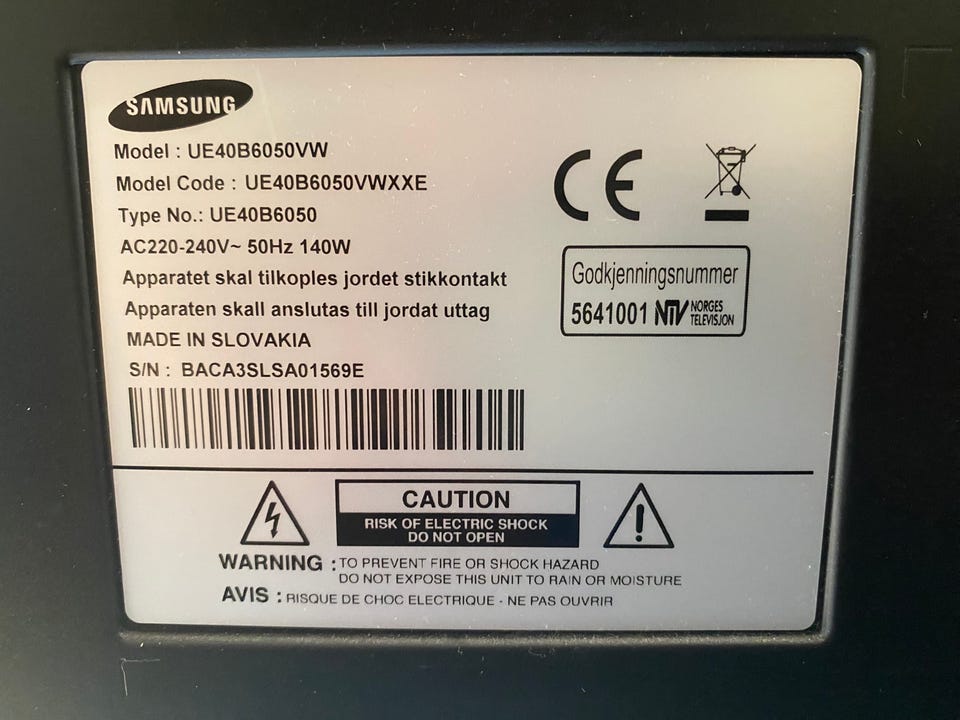 SAMSUNG
Model : UE40B6050VW
Model Code : UE40B6050VWXXE
Type No.: UE40B6050
AC220-240V~ 50Hz 140W
Apparatet skal tilkoples jordet stikkontakt
Apparaten skall anslutas till jordat uttag
MADE IN SLOVAKIA
S/N : BACA3SLSA01569E
CE
Godkjenningsnummer
5641001 NTV NORGES
TELEVISJON
CAUTION
RISK OF ELECTRIC SHOCK
DO NOT OPEN
WARNING : TO PREVENT FIRE OR SHOCK HAZARD
DO NOT EXPOSE THIS UNIT TO RAIN OR MOISTURE
AVIS : RISQUE DE CHOC ELECTRIQUE - NE PAS OUVRIR